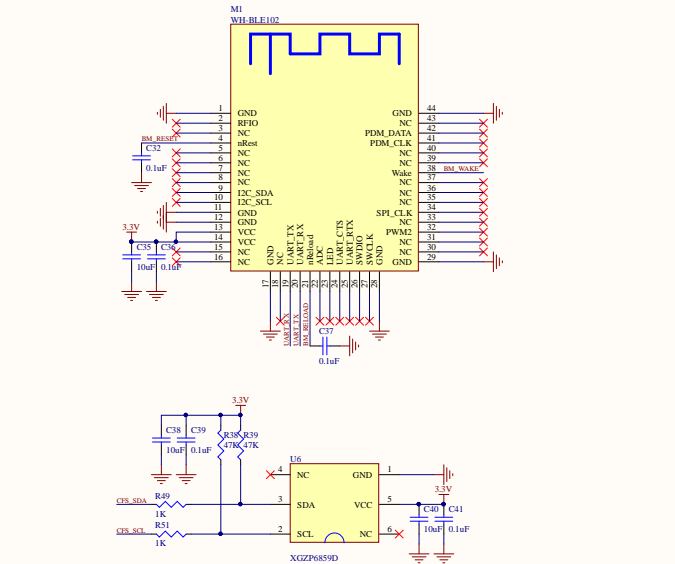 M1
WH-BLE102
1 GND GND 44
2 RFIO NC 43
3 NC PDM_DATA 42
BM_RESET 4 nRest PDM_CLK 41
C32 5 NC NC 40
6 NC NC 39
0.1uF 7 NC Wake 38 BM_WAKE
8 NC NC 37
9 I2C_SDA NC 36
10 I2C_SCL NC 35
11 GND SPI_CLK 34
12 GND NC 33
3.3V 13 VCC PWM2 32
14 VCC NC 31
C35 C36 15 NC NC 30
10uF 0.1uF 16 NC GND 29
GND NC UART_TX UART_RX nReload ADC LED UART_CTS UART_RTX SWDIO SWCLK GND
17 18 19 20 21 22 23 24 25 26 27 28
UART_RX UART_TX BM_RELOAD
C37
0.1uF
3.3V
C38 C39 R38 R39
10uF 0.1uF 47K 47K
U6
4 NC GND 1
3.3V
CFS_SDA R49 3 SDA VCC 5
1K
C40 C41
CFS_SCL R51 2 SCL NC 6 10uF 0.1uF
1K
XGZP6859D